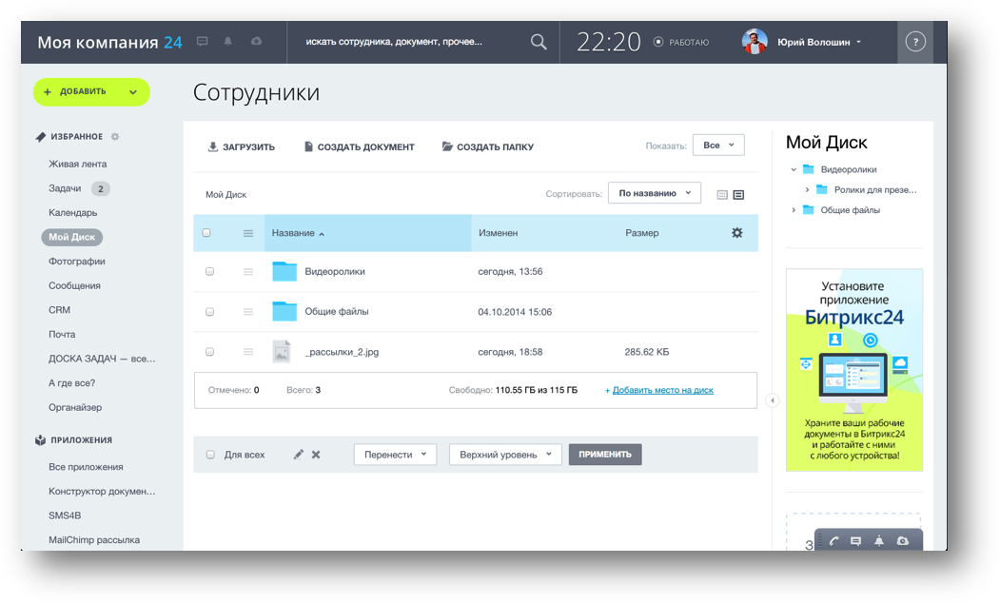 Моя компания 24
искать сотрудника, документ, прочее...
22:20
РАБОТАЮ
Юрий Волошин
?
+ ДОБАВИТЬ
Сотрудники
ИЗБРАННОЕ
Живая лента
Задачи 2
Календарь
Мой Диск
Фотографии
Сообщения
CRM
Почта
ДОСКА ЗАДАЧ — все...
А где все?
Органайзер
ПРИЛОЖЕНИЯ
Все приложения
Конструктор докумен...
SMS4B
MailChimp рассылка
ЗАГРУЗИТЬ
СОЗДАТЬ ДОКУМЕНТ
СОЗДАТЬ ПАПКУ
Показать: Все
Мой Диск
Сортировать: По названию
Название Изменен Размер
Видеоролики сегодня, 13:56
Общие файлы 04.10.2014 15:06
_рассылки_2.jpg сегодня, 18:58 285.62 КБ
Отмечено: 0 Всего: 3 Свободно: 110.55 ГБ из 115 ГБ + Добавить место на диск
Для всех Перенести Верхний уровень ПРИМЕНИТЬ
Мой Диск
Видеоролики
Ролики для презе...
Общие файлы
Установите
приложение
Битрикс24
Храните ваши рабочие
документы в Битрикс24
и работайте с ними
с любого устройства!